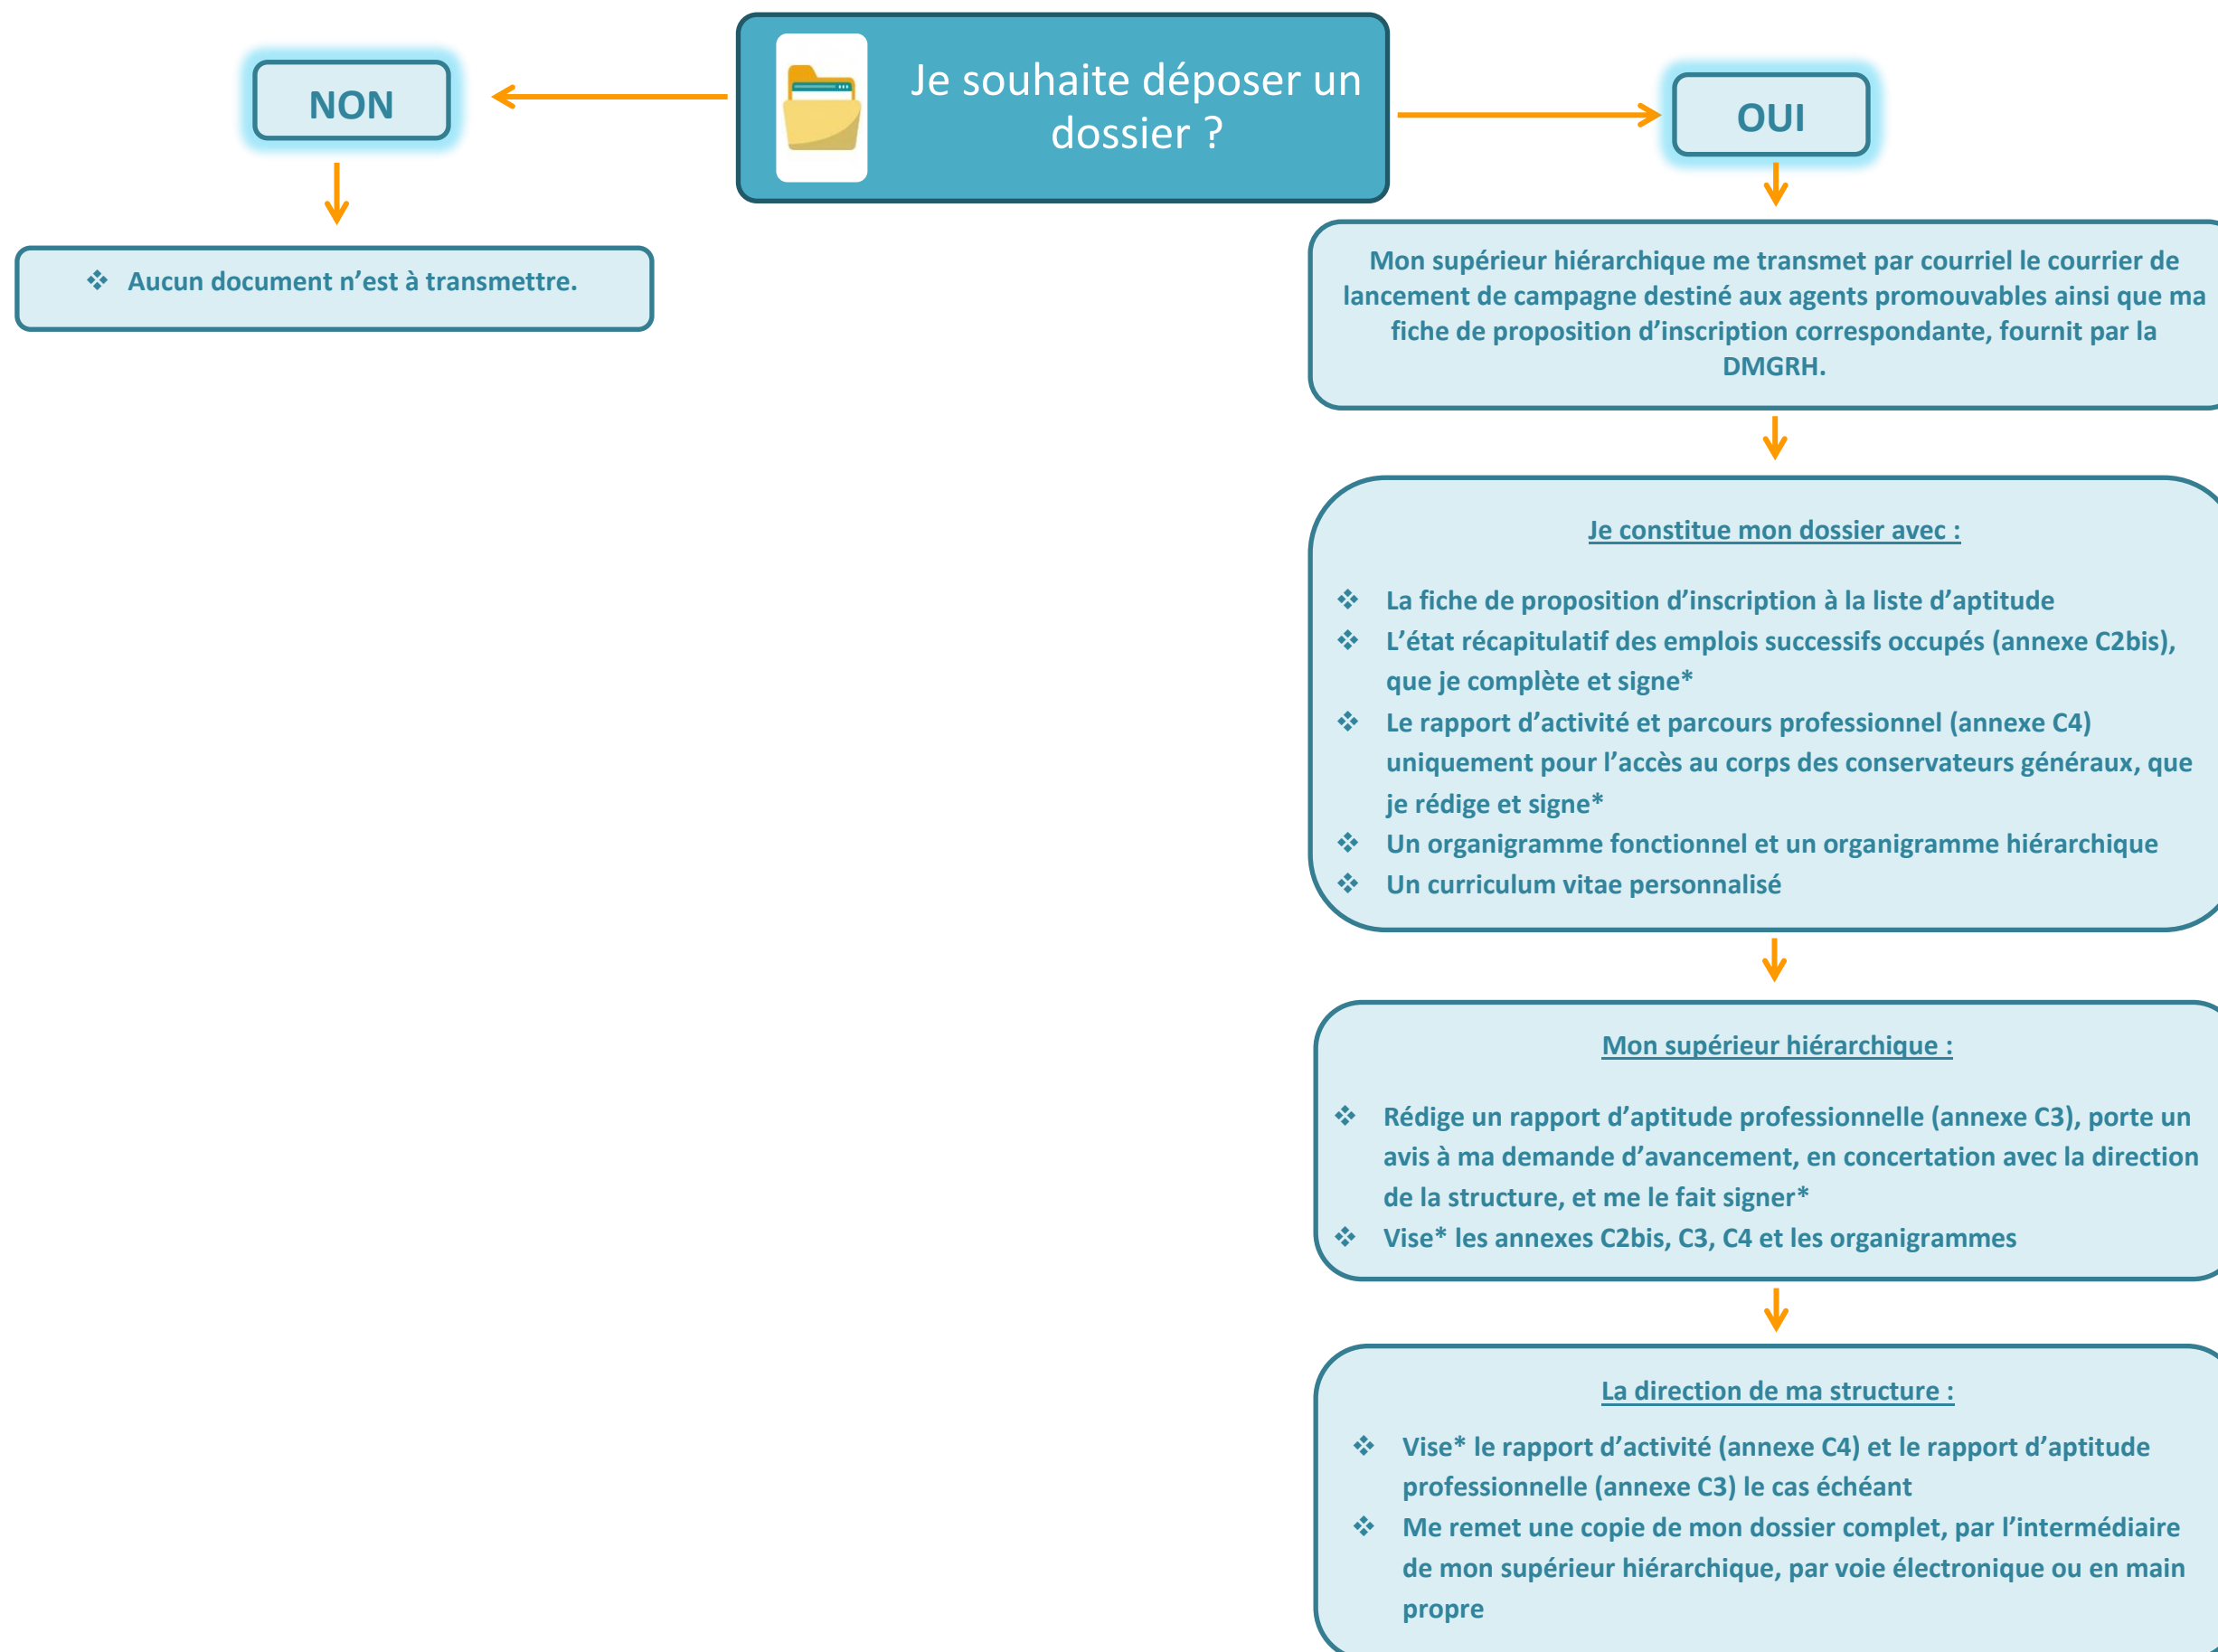 Je souhaite déposer un
dossier ?
NON
OUI
❖ Aucun document n’est à transmettre.
Mon supérieur hiérarchique me transmet par courriel le courrier de
lancement de campagne destiné aux agents promouvables ainsi que ma
fiche de proposition d’inscription correspondante, fournit par la
DMGRH.
Je constitue mon dossier avec :
❖ La fiche de proposition d’inscription à la liste d’aptitude
❖ L’état récapitulatif des emplois successifs occupés (annexe C2bis),
que je complète et signe*
❖ Le rapport d’activité et parcours professionnel (annexe C4)
uniquement pour l’accès au corps des conservateurs généraux, que
je rédige et signe*
❖ Un organigramme fonctionnel et un organigramme hiérarchique
❖ Un curriculum vitae personnalisé
Mon supérieur hiérarchique :
❖ Rédige un rapport d’aptitude professionnelle (annexe C3), porte un
avis à ma demande d’avancement, en concertation avec la direction
de la structure, et me le fait signer*
❖ Vise* les annexes C2bis, C3, C4 et les organigrammes
La direction de ma structure :
❖ Vise* le rapport d’activité (annexe C4) et le rapport d’aptitude
professionnelle (annexe C3) le cas échéant
❖ Me remet une copie de mon dossier complet, par l’intermédiaire
de mon supérieur hiérarchique, par voie électronique ou en main
propre